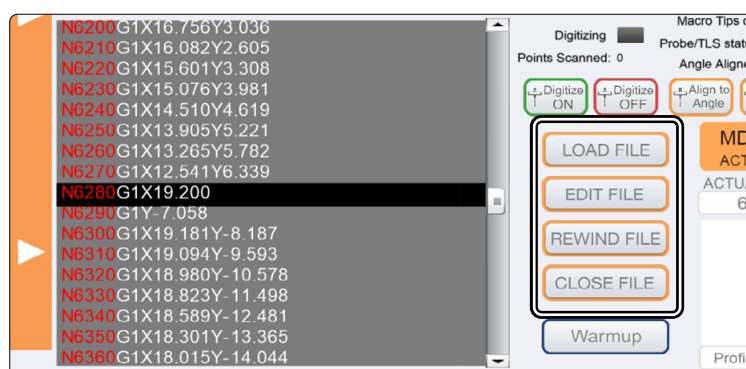 N6200G1X16.756Y3.036
N6210G1X16.082Y2.605
N6220G1X15.601Y3.308
N6230G1X15.076Y3.981
N6240G1X14.510Y4.619
N6250G1X13.905Y5.221
N6260G1X13.265Y5.782
N6270G1X12.541Y6.339
N6280G1X19.200
N6290G1Y-7.058
N6300G1X19.181Y-8.187
N6310G1X19.094Y-9.593
N6320G1X18.980Y-10.578
N6330G1X18.823Y-11.498
N6340G1X18.589Y-12.481
N6350G1X18.301Y-13.365
N6360G1X18.015Y-14.044
Digitizing
Points Scanned: 0
Macro Tips
Probe/TLS stat
Angle Aligne
Digitize ON
Digitize OFF
Align to Angle
LOAD FILE
EDIT FILE
REWIND FILE
CLOSE FILE
Warmup
MD
ACT
ACTU
6
Profi